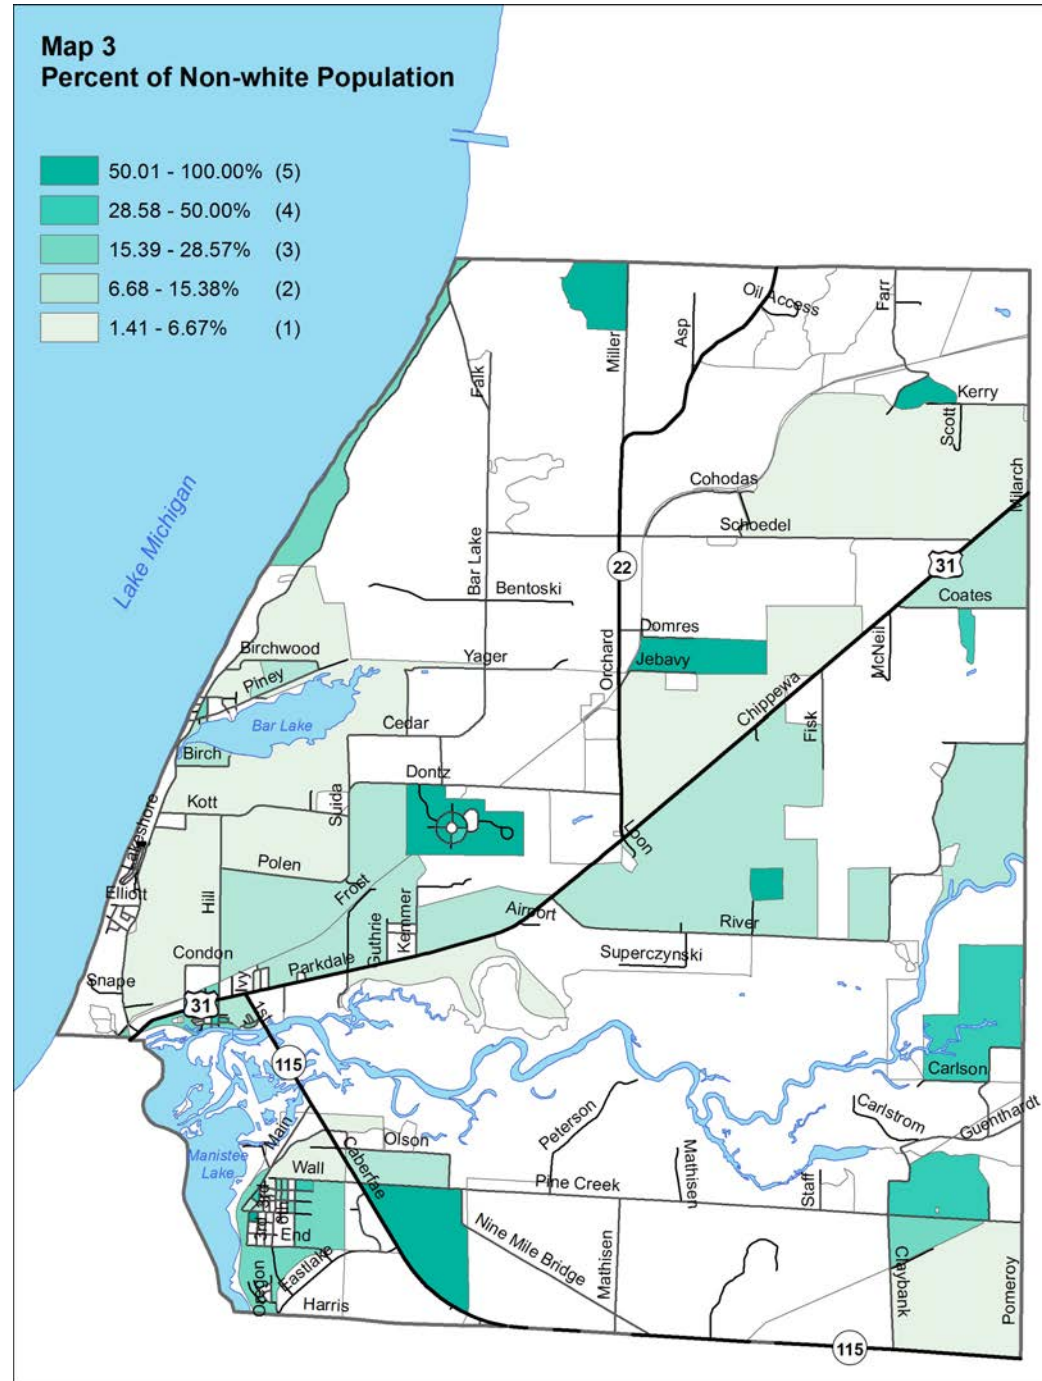 Map 3
Percent of Non-white Population
50.01 - 100.00% (5)
28.58 - 50.00% (4)
15.39 - 28.57% (3)
6.68 - 15.38% (2)
1.41 - 6.67% (1)
Lake Michigan
Oil Access
Farr
Asp
Miller
Falk
Kerry
Scott
Milarch
Cohodas
Schoedel
Bar Lake
22
31
Bentoski
Coates
Domres
McNeil
Birchwood
Yager
Orchard
Jebavy
Piney
Chippewa
Bar Lake
Cedar
Fisk
Birch
Dontz
Kott
Suida
Lakeshore
Loon
Polen
Frost
Elliott
Hill
Guthrie
Kemmer
Airport
River
Condon
Parkdale
Superczynski
Snape
Ivy
31
1st
115
Carlson
Main
Peterson
Carlstrom
Guenthardt
Olson
Caberfae
Manistee
Lake
Wall
Mathisen
Pine Creek
Staff
3rd
6th
3rd
End
Nine Mile Bridge
Mathisen
Eastlake
Oregon
Harris
Claybank
Pomeroy
115